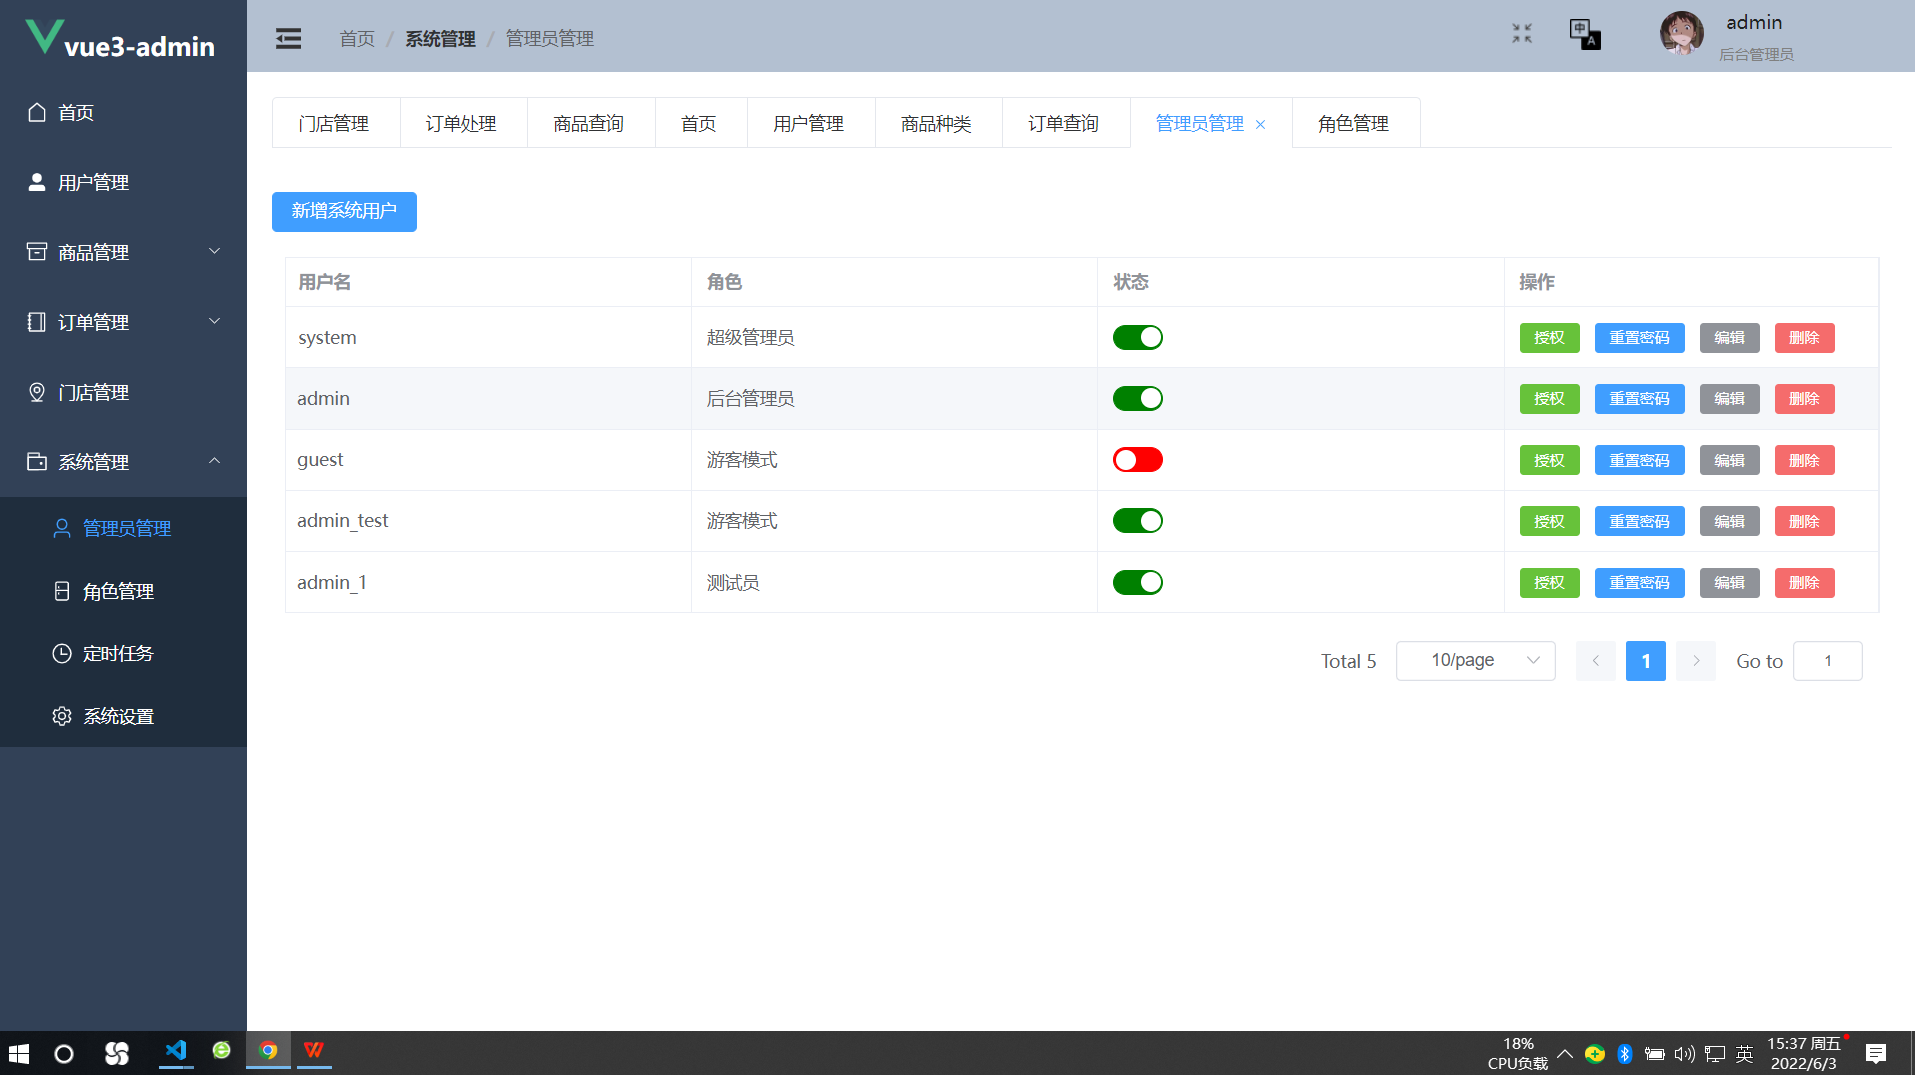 vue3-admin
首页
用户管理
商品管理
订单管理
门店管理
系统管理
管理员管理
角色管理
定时任务
系统设置
首页 / 系统管理 / 管理员管理
中 A
admin
后台管理员
门店管理 订单处理 商品查询 首页 用户管理 商品种类 订单查询 管理员管理 角色管理
新增系统用户
用户名 角色 状态 操作
system 超级管理员 授权 重置密码 编辑 删除
admin 后台管理员 授权 重置密码 编辑 删除
guest 游客模式 授权 重置密码 编辑 删除
admin_test 游客模式 授权 重置密码 编辑 删除
admin_1 测试员 授权 重置密码 编辑 删除
Total 5 10/page 1 Go to 1
18%
CPU负载
英
15:37 周五
2022/6/3